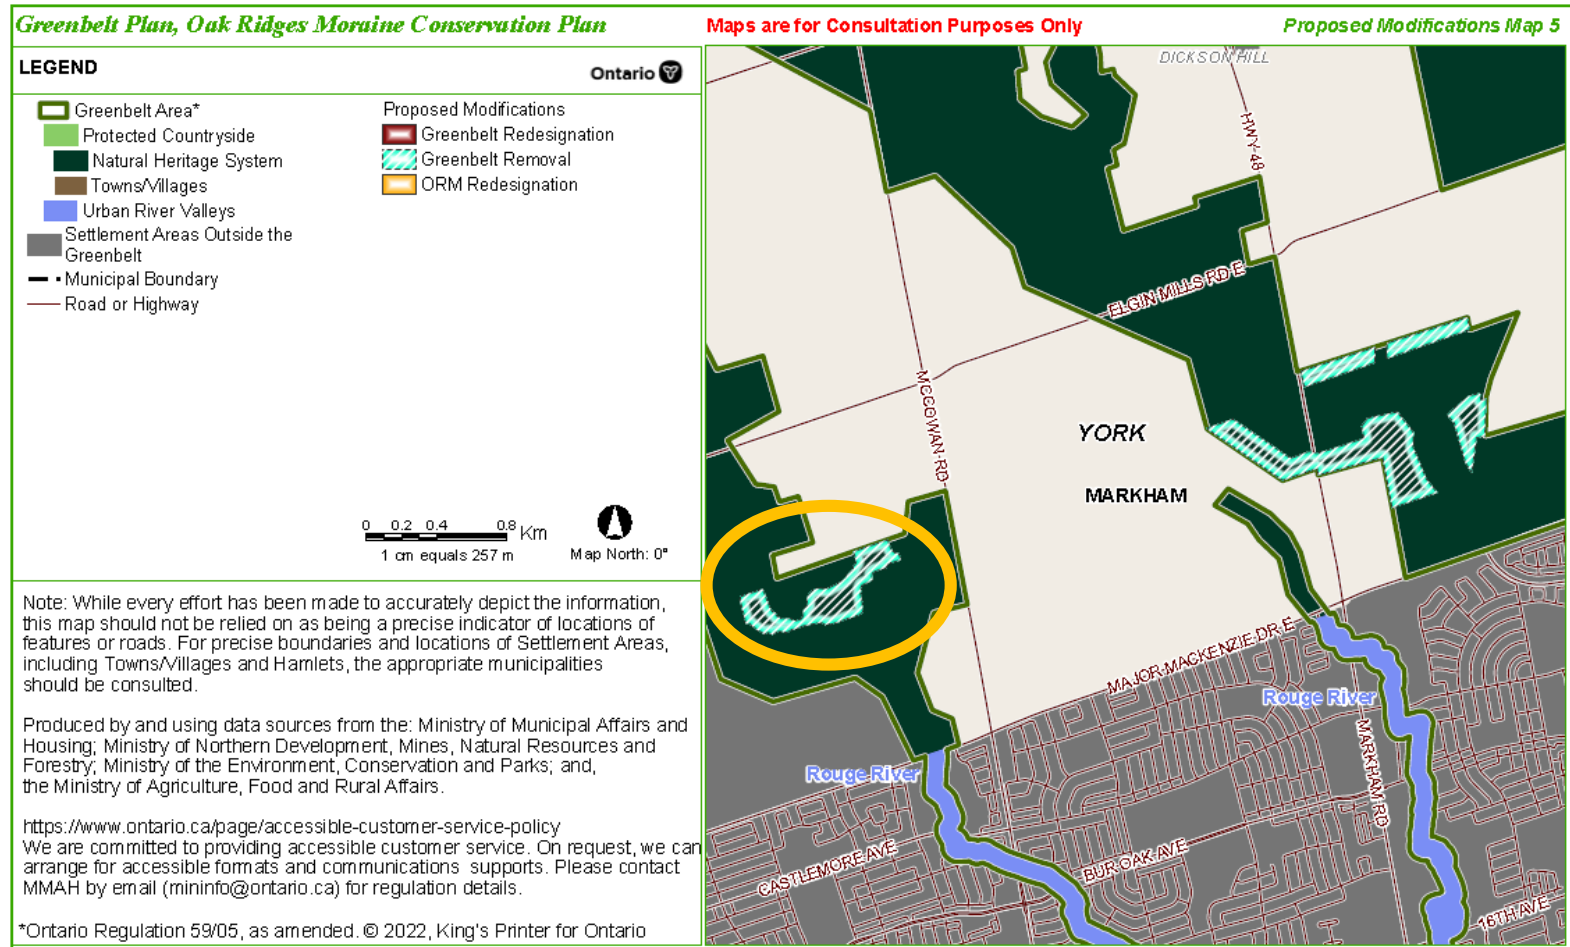 Greenbelt Plan, Oak Ridges Moraine Conservation Plan
Maps are for Consultation Purposes Only
Proposed Modifications Map 5
LEGEND
Ontario
Greenbelt Area*
Protected Countryside
Natural Heritage System
Towns/Villages
Urban River Valleys
Settlement Areas Outside the
Greenbelt
Municipal Boundary
Road or Highway
Proposed Modifications
Greenbelt Redesignation
Greenbelt Removal
ORM Redesignation
0 0.2 0.4 0.8 Km
1 cm equals 257 m
Map North: 0°
Note: While every effort has been made to accurately depict the information,
this map should not be relied on as being a precise indicator of locations of
features or roads. For precise boundaries and locations of Settlement Areas,
including Towns/Villages and Hamlets, the appropriate municipalities
should be consulted.
Produced by and using data sources from the: Ministry of Municipal Affairs and
Housing; Ministry of Northern Development, Mines, Natural Resources and
Forestry; Ministry of the Environment, Conservation and Parks; and,
the Ministry of Agriculture, Food and Rural Affairs.
https://www.ontario.ca/page/accessible-customer-service-policy
We are committed to providing accessible customer service. On request, we can
arrange for accessible formats and communications supports. Please contact
MMAH by email (mininfo@ontario.ca) for regulation details.
*Ontario Regulation 59/05, as amended. © 2022, King's Printer for Ontario
DICKSON HILL
HWY 48
ELGIN MILLS RD E
MCCOWAN RD
YORK
MARKHAM
MAJOR MACKENZIE DR E
Rouge River
MARKHAM RD
Rouge River
CASTLEMORE AVE
BUR OAK AVE
16TH AVE